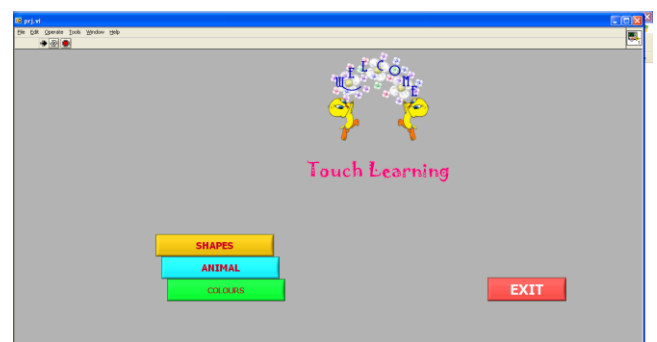 prj.vi
File Edit Operate Tools Window Help
WELCOME
Touch Learning
SHAPES
ANIMAL
COLOURS
EXIT